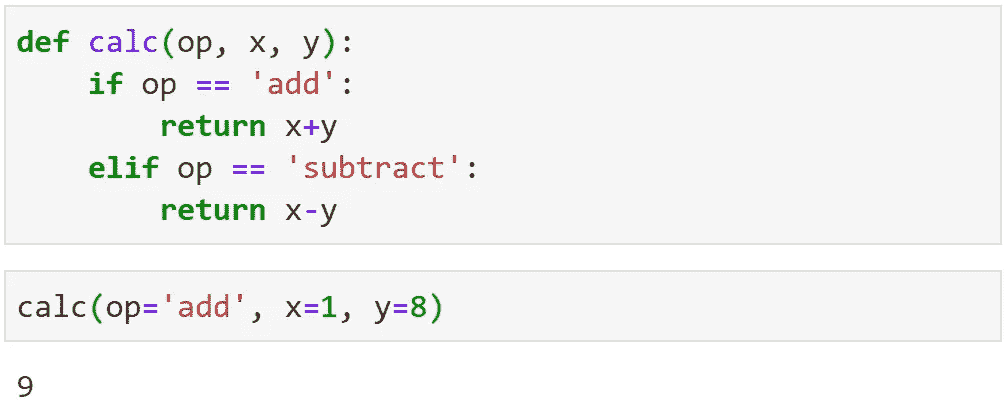 def calc(op, x, y):
    if op == 'add':
        return x+y
    elif op == 'subtract':
        return x-y
calc(op='add', x=1, y=8)
9